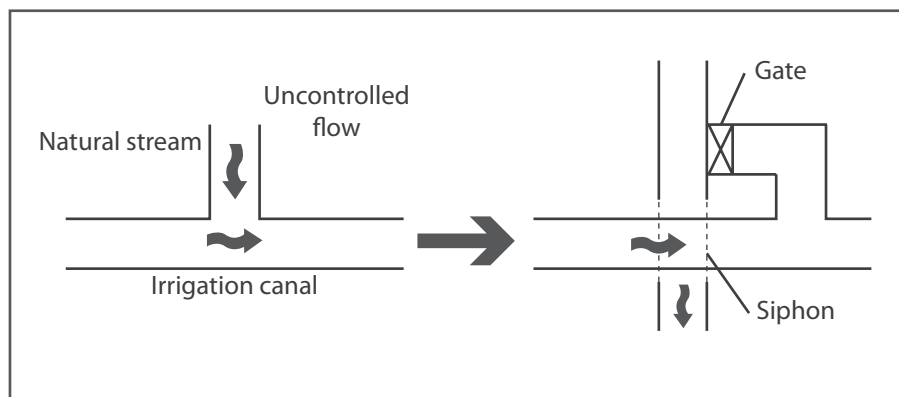 Uncontrolled
flow
Natural stream
Irrigation canal
Gate
Siphon